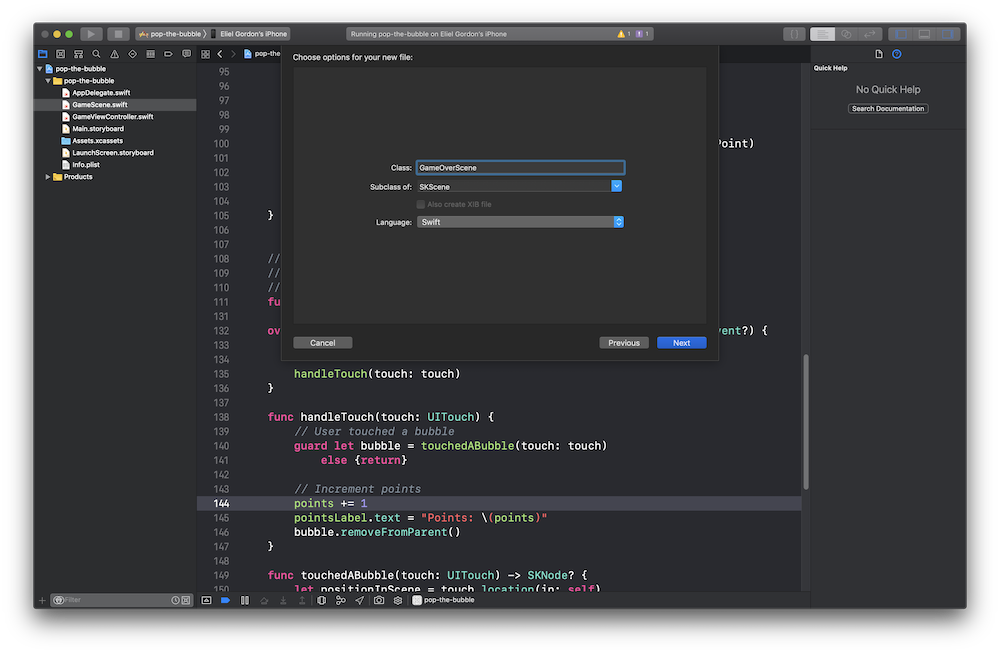 pop-the-bubble 〉 Eliel Gordon's iPhone
Running pop-the-bubble on Eliel Gordon's iPhone
1 1
pop-the
Choose options for your new file:
Quick Help
No Quick Help
Search Documentation
pop-the-bubble
pop-the-bubble
AppDelegate.swift
GameScene.swift
GameViewController.swift
Main.storyboard
Assets.xcassets
LaunchScreen.storyboard
Info.plist
Products
Class: GameOverScene
Subclass of: SKScene
Also create XIB file
Language: Swift
Cancel Previous Next
95
96
97
98
99
100 Point)
101
102
103
104
105 }
106
107
108 //
109 //
110 //
111 fu
131
132 ov vent?) {
133
134
135 handleTouch(touch: touch)
136 }
137
138 func handleTouch(touch: UITouch) {
139 // User touched a bubble
140 guard let bubble = touchedABubble(touch: touch)
141 else {return}
142
143 // Increment points
144 points += 1
145 pointsLabel.text = "Points: \(points)"
146 bubble.removeFromParent()
147 }
148
149 func touchedABubble(touch: UITouch) -> SKNode? {
150 let positionInScene = touch.location(in: self)
Filter
pop-the-bubble